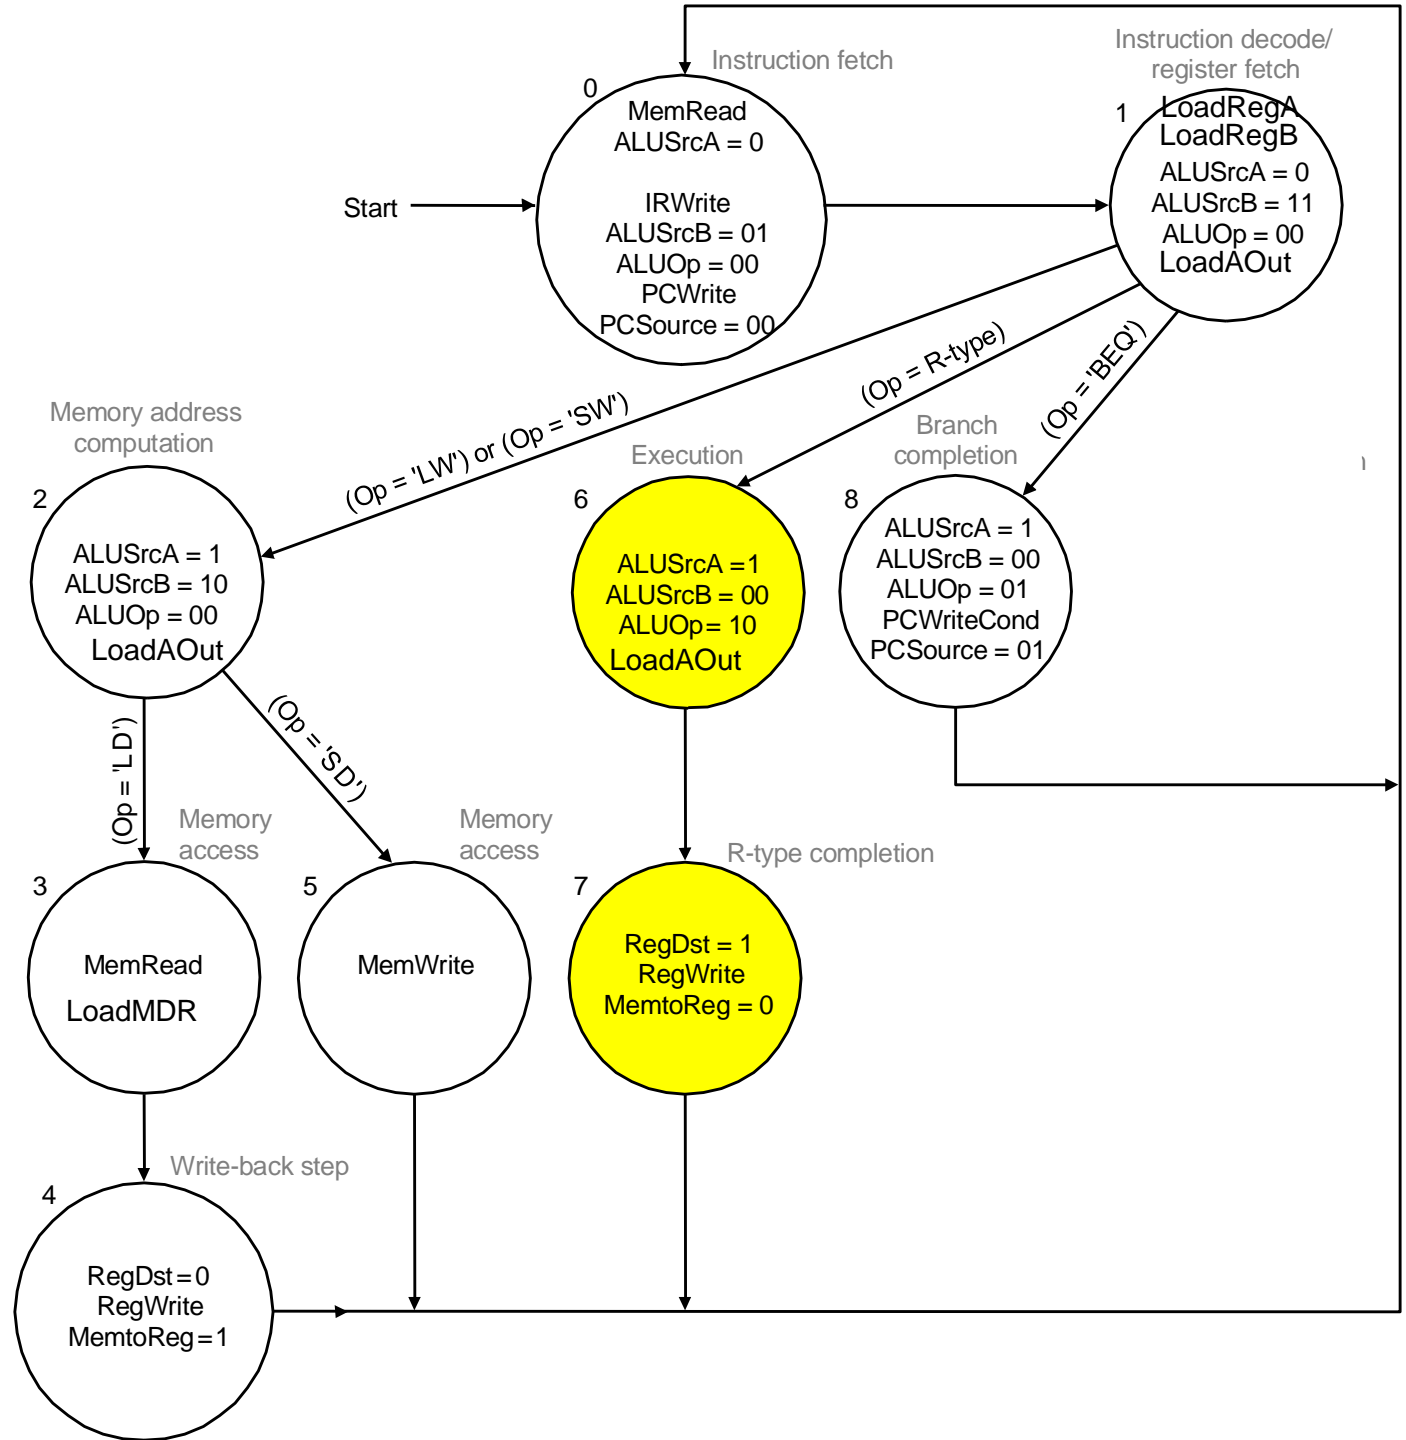 Instruction fetch
0
MemRead
ALUSrcA = 0
IRWrite
ALUSrcB = 01
ALUOp = 00
PCWrite
PCSource = 00
Start
Instruction decode/
register fetch
1
LoadRegA
LoadRegB
ALUSrcA = 0
ALUSrcB = 11
ALUOp = 00
LoadAOut
(Op = 'LW') or (Op = 'SW')
(Op = R-type)
(Op = 'BEQ')
Memory address
computation
2
ALUSrcA = 1
ALUSrcB = 10
ALUOp = 00
LoadAOut
Execution
6
ALUSrcA =1
ALUSrcB = 00
ALUOp= 10
LoadAOut
Branch
completion
8
ALUSrcA = 1
ALUSrcB = 00
ALUOp = 01
PCWriteCond
PCSource = 01
(Op = 'LD')
(Op = 'SD')
Memory
access
3
MemRead
LoadMDR
Memory
access
5
MemWrite
R-type completion
7
RegDst = 1
RegWrite
MemtoReg = 0
Write-back step
4
RegDst=0
RegWrite
MemtoReg=1